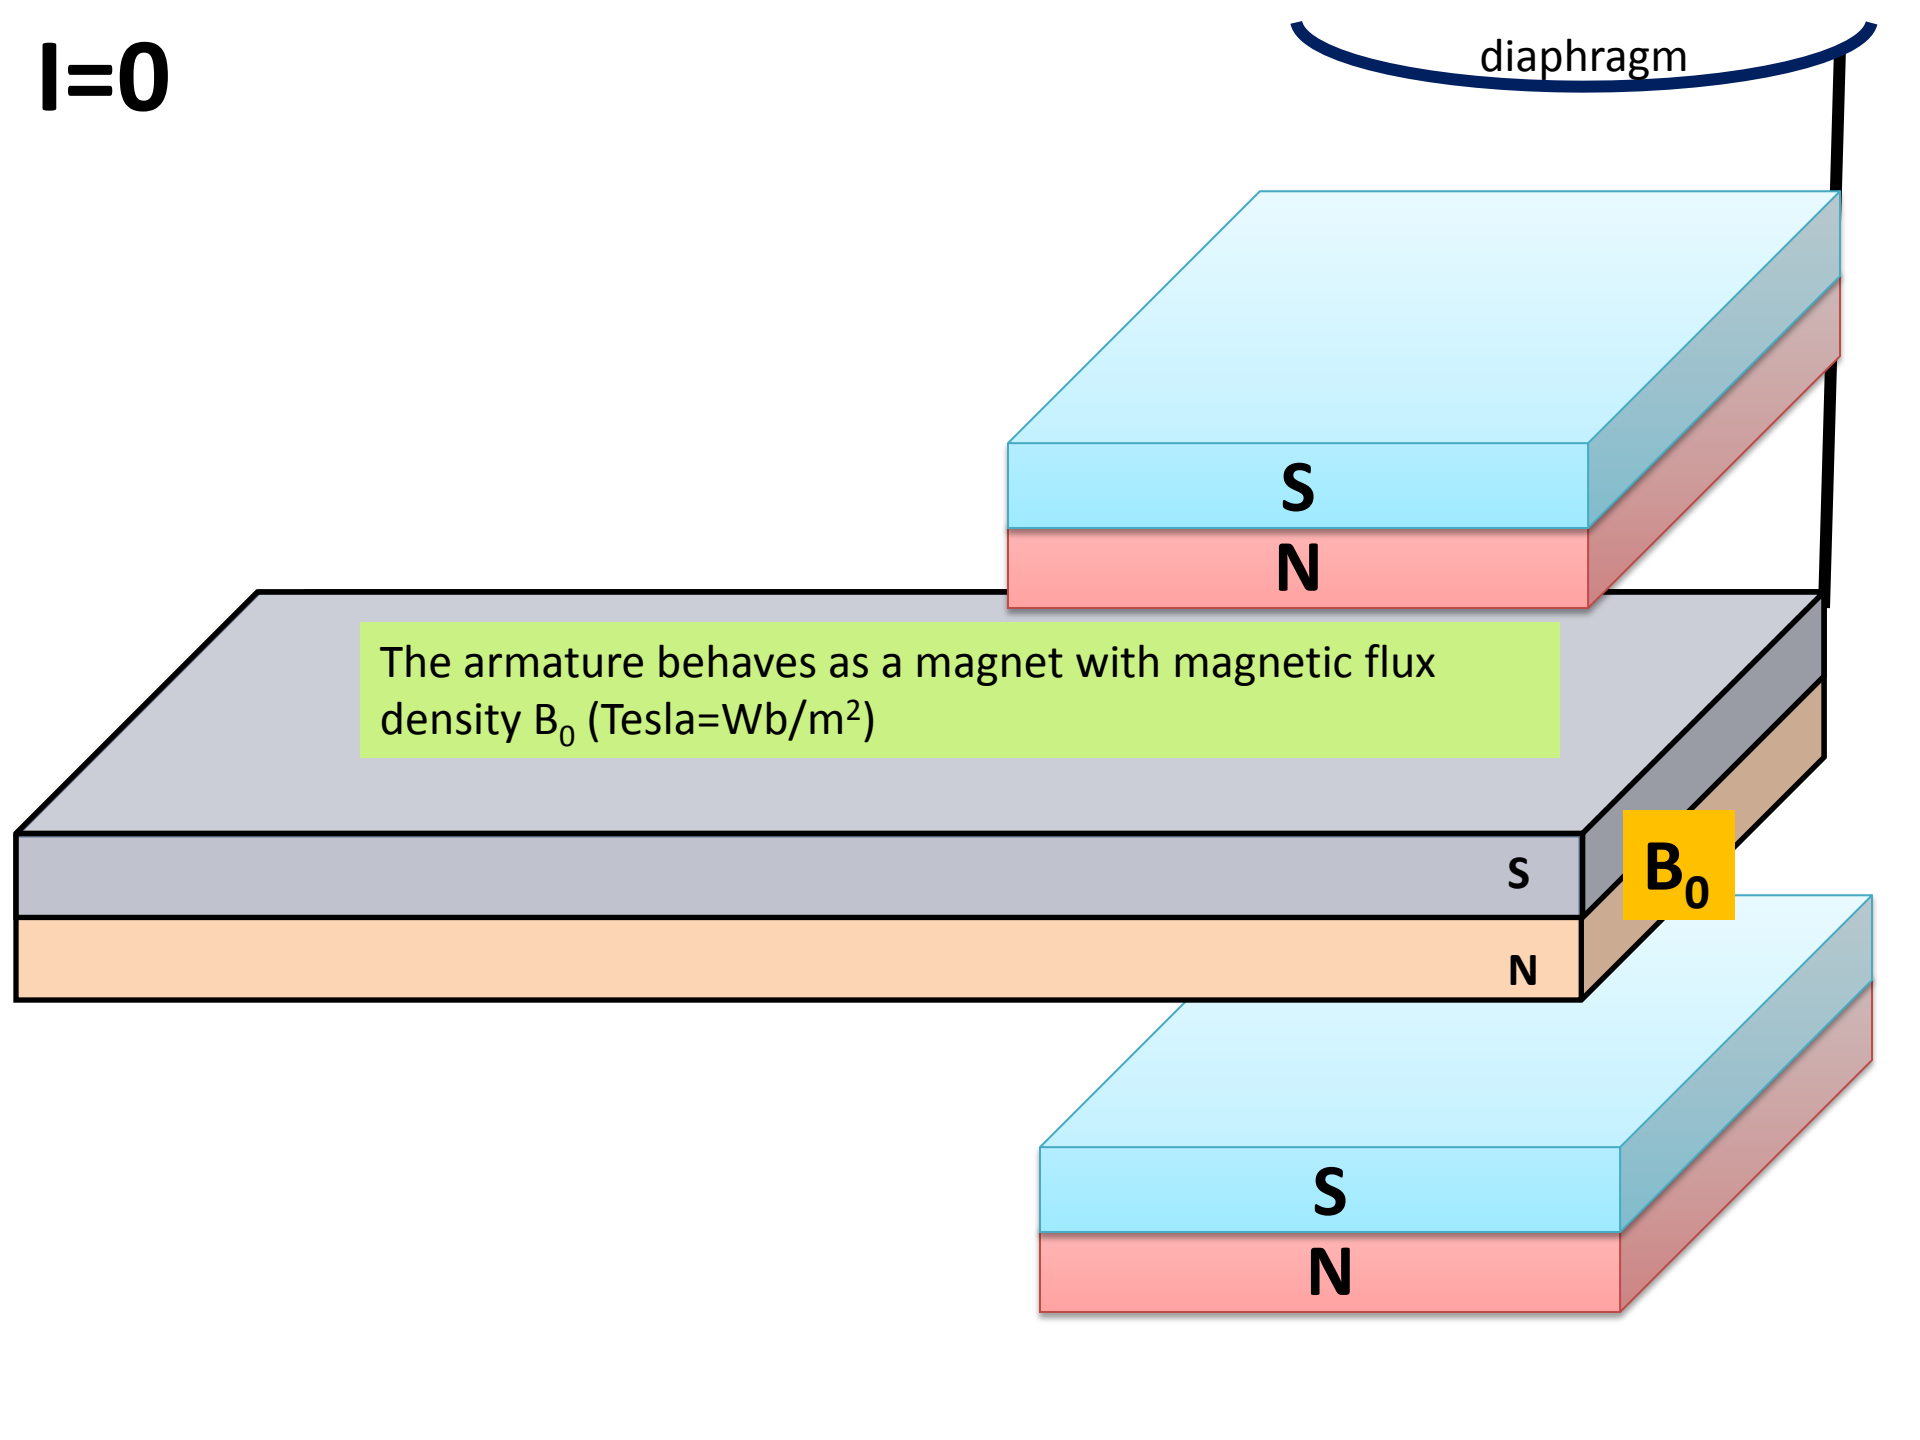 I=0
diaphragm
S
N
The armature behaves as a magnet with magnetic flux
density B₀ (Tesla=Wb/m²)
S
B₀
N
S
N